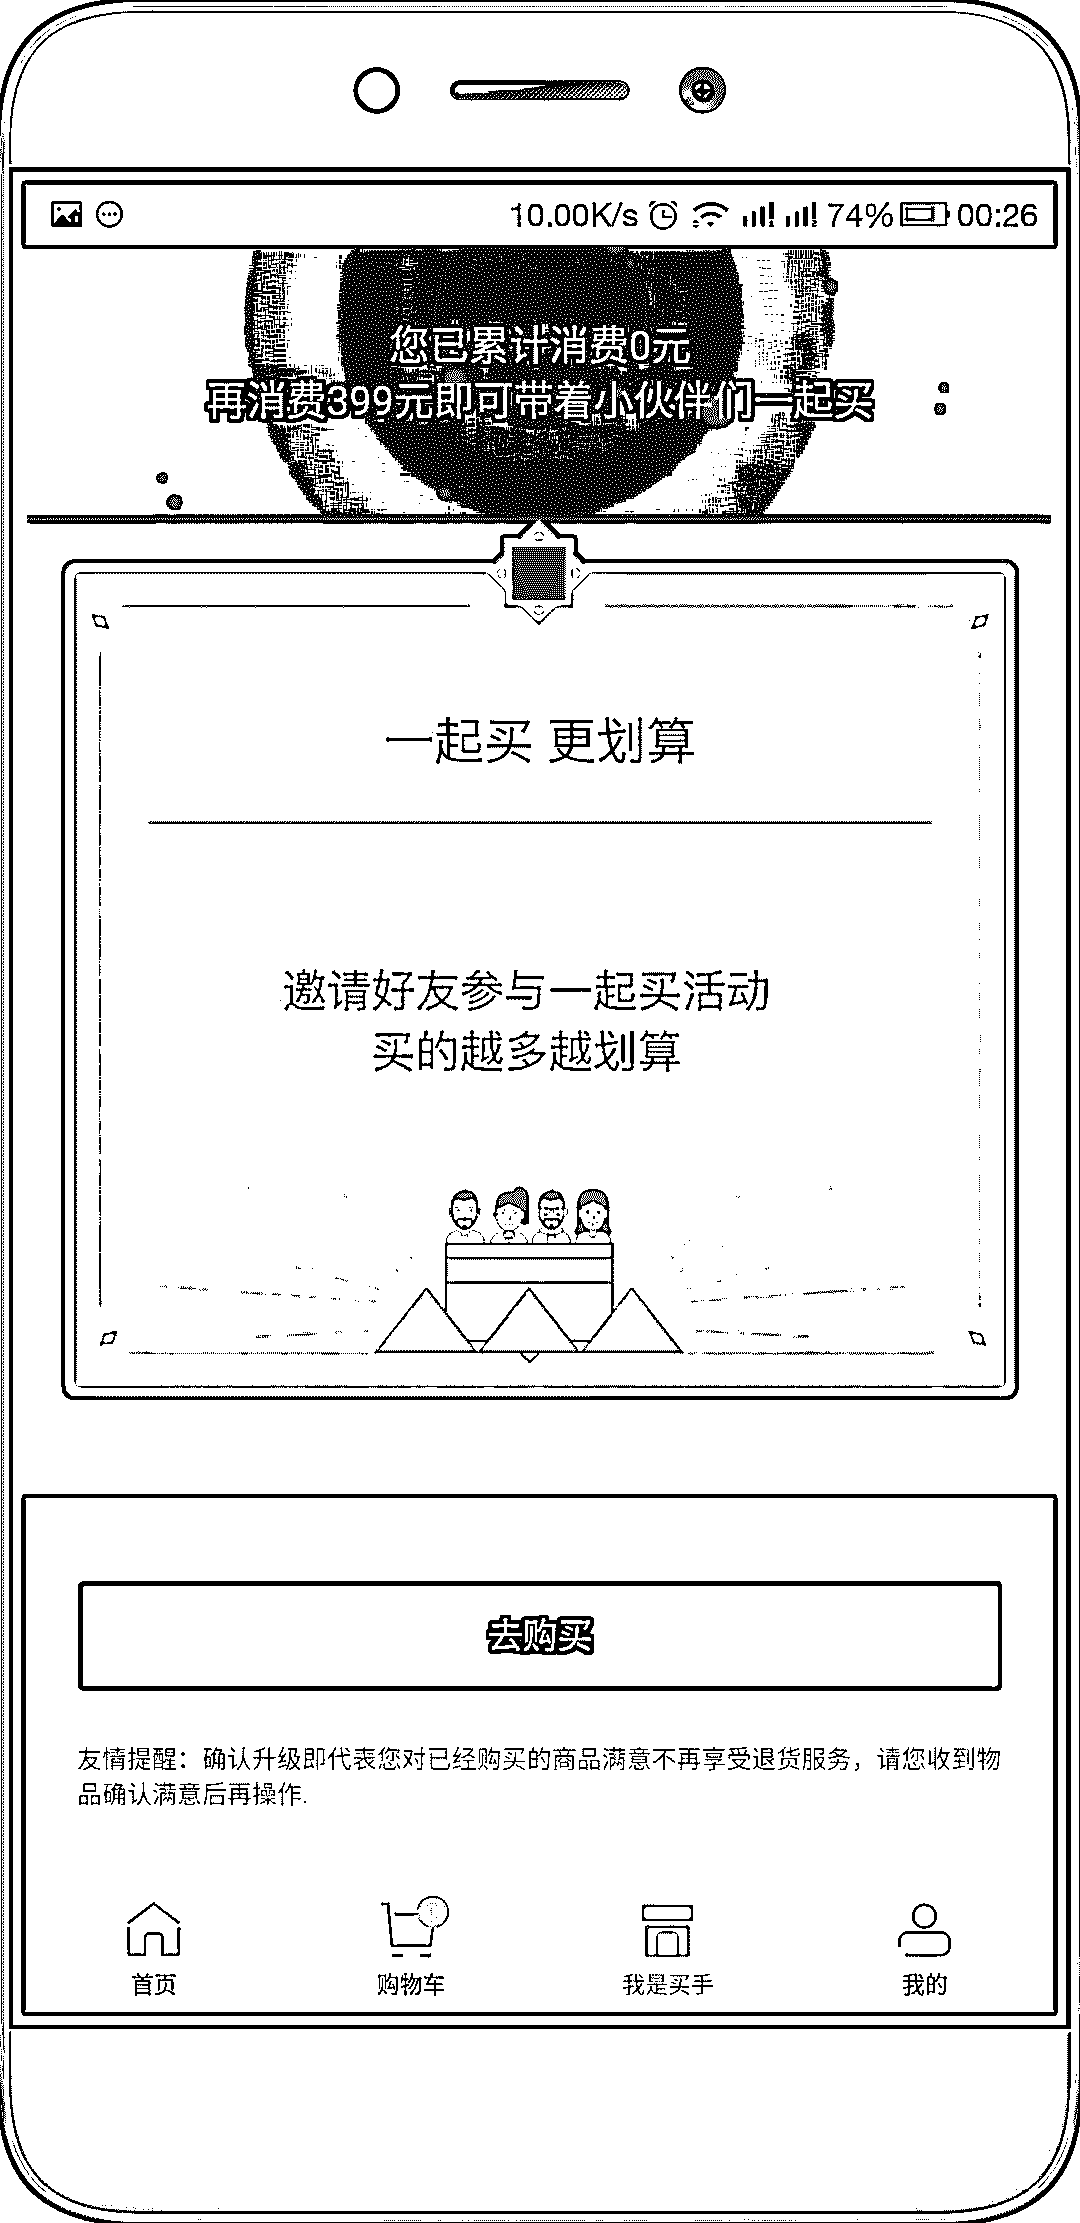 10.00K/s 74% 00:26
您已累计消费0元
再消费399元即可带着小伙伴们一起买
一起买 更划算
邀请好友参与一起买活动
买的越多越划算
去购买
友情提醒：确认升级即代表您对已经购买的商品满意不再享受退货服务，请您收到物
品确认满意后再操作.
首页 购物车 我是买手 我的